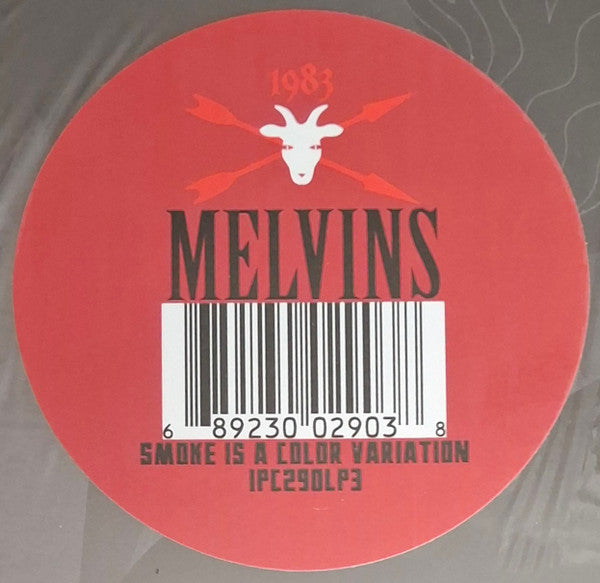 1983
MELVINS
6 89230 02903 8
SMOKE IS A COLOR VARIATION
IPC290LP3